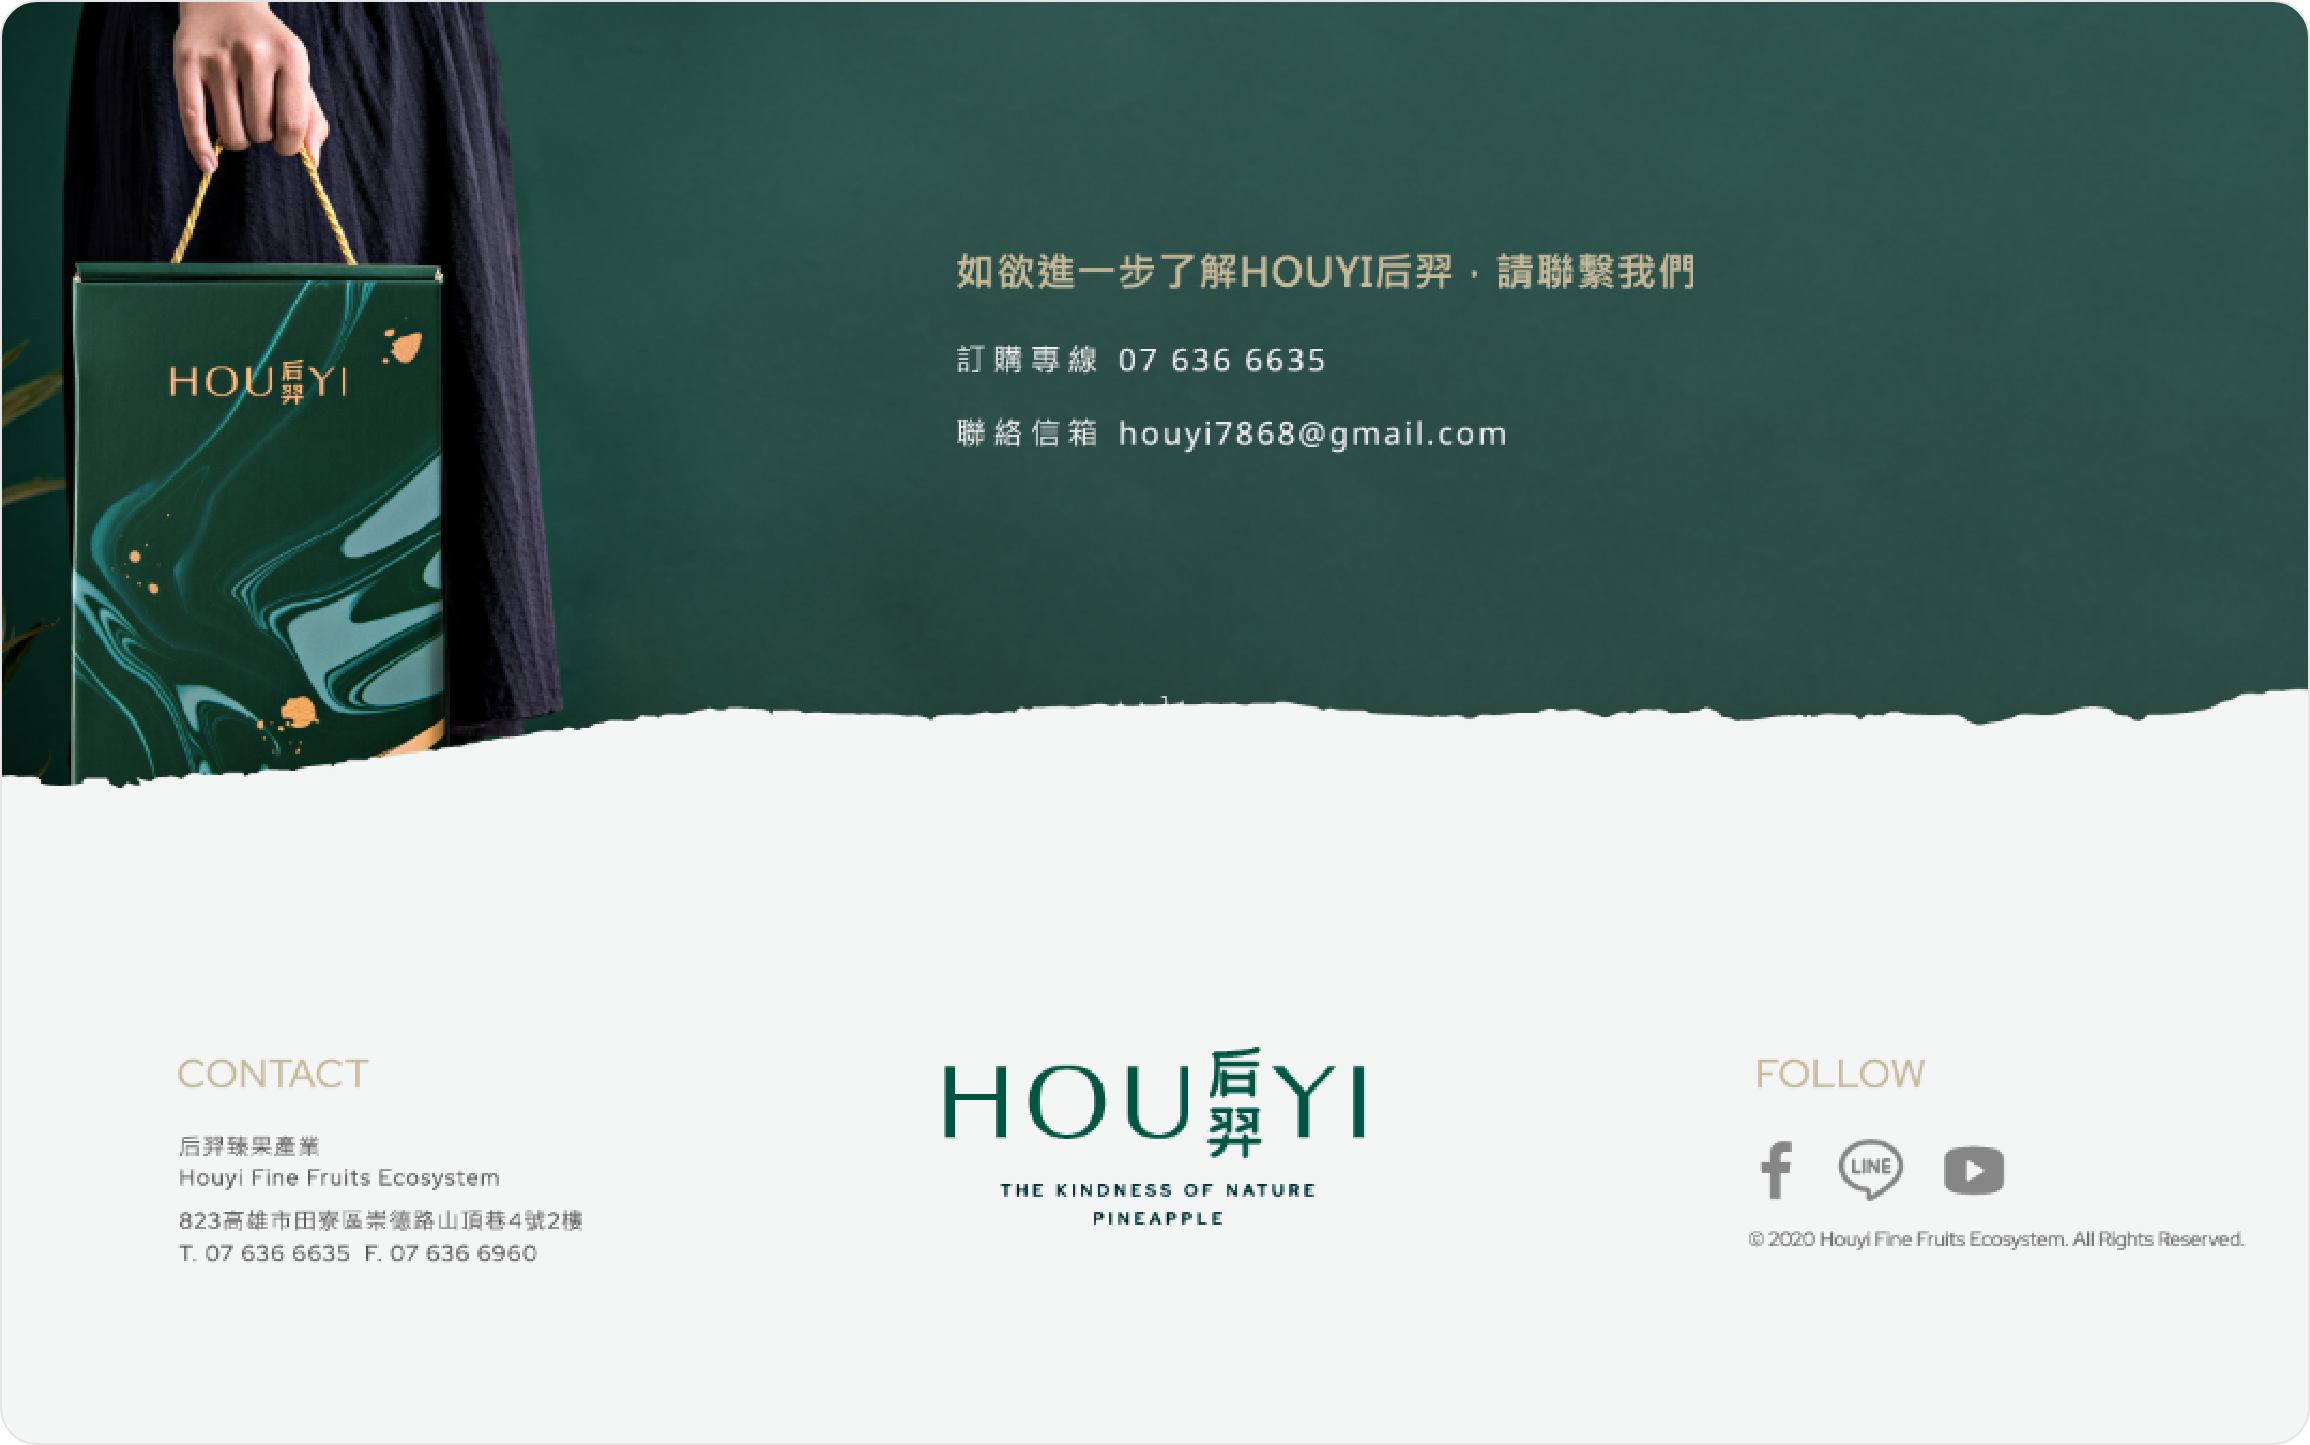 HOU后羿YI
如欲進一步了解HOUYI后羿，請聯繫我們
訂購專線 07 636 6635
聯絡信箱 houyi7868@gmail.com
CONTACT
后羿臻果產業
Houyi Fine Fruits Ecosystem
823高雄市田寮區崇德路山頂巷4號2樓
T. 07 636 6635 F. 07 636 6960
HOU后羿YI
THE KINDNESS OF NATURE
PINEAPPLE
FOLLOW
LINE
© 2020 Houyi Fine Fruits Ecosystem. All Rights Reserved.